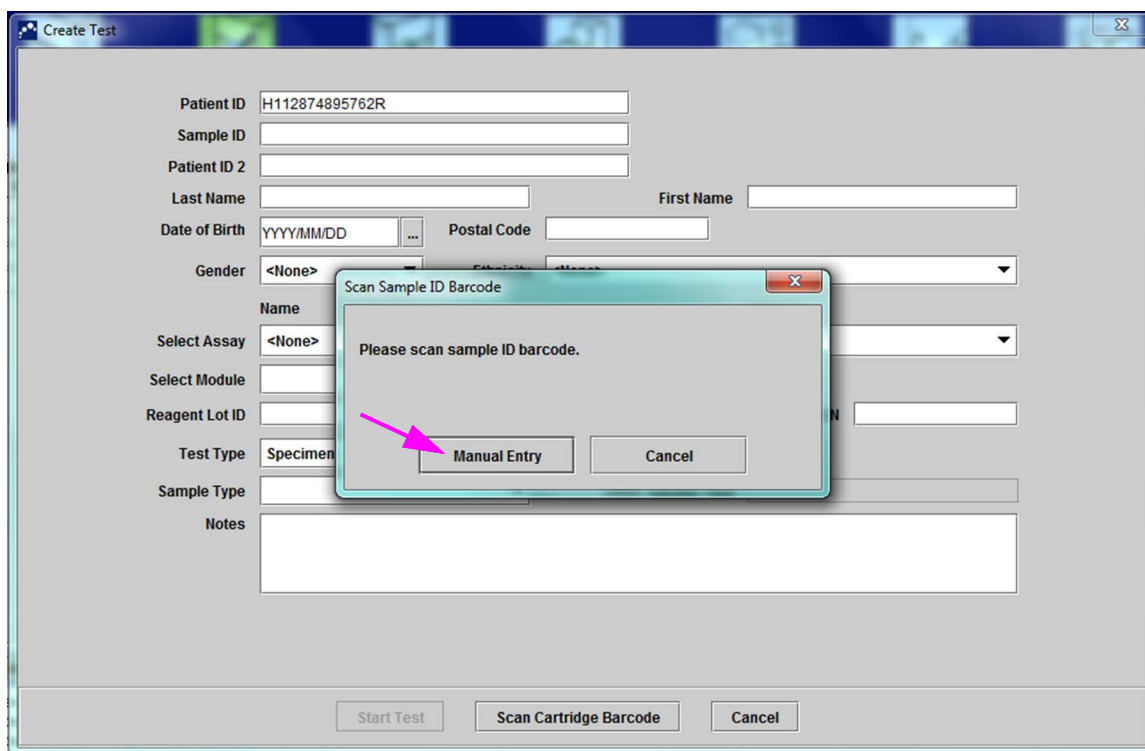 Create Test
Patient ID H112874895762R
Sample ID
Patient ID 2
Last Name First Name
Date of Birth YYYY/MM/DD ... Postal Code
Gender <None> Ethnicity <None>
Scan Sample ID Barcode
Name
Select Assay <None>
Please scan sample ID barcode.
Select Module
Reagent Lot ID N
Test Type Specimen
Manual Entry Cancel
Sample Type
Notes
Start Test Scan Cartridge Barcode Cancel